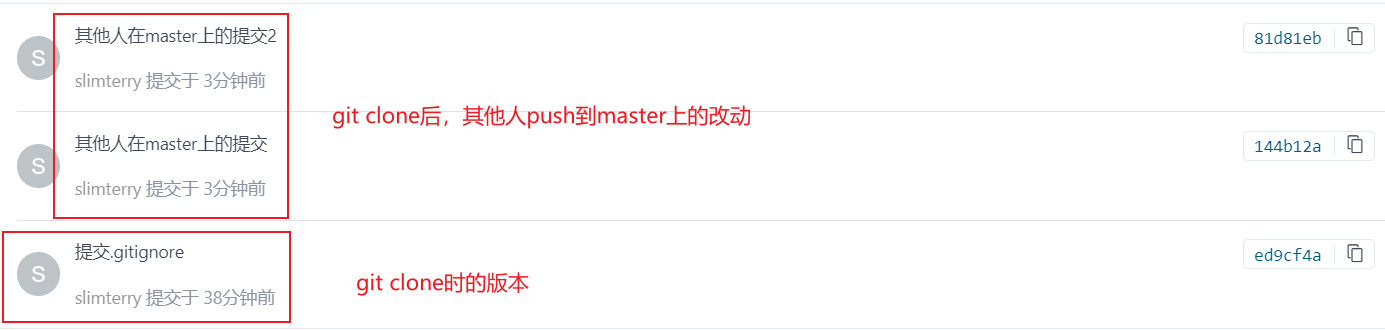 其他人在master上的提交2
S
81d81eb
slimterry 提交于 3分钟前
git clone后，其他人push到master上的改动
其他人在master上的提交
S
144b12a
slimterry 提交于 3分钟前
提交.gitignore
S
ed9cf4a
slimterry 提交于 38分钟前
git clone时的版本